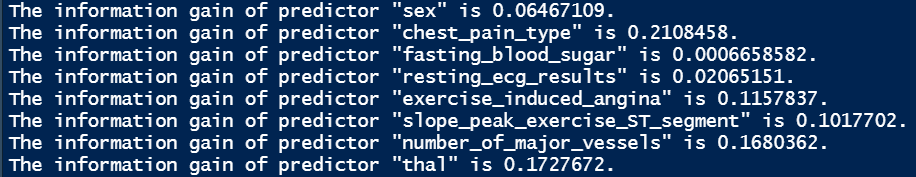 The information gain of predictor "sex" is 0.06467109.
The information gain of predictor "chest_pain_type" is 0.2108458.
The information gain of predictor "fasting_blood_sugar" is 0.0006658582.
The information gain of predictor "resting_ecg_results" is 0.02065151.
The information gain of predictor "exercise_induced_angina" is 0.1157837.
The information gain of predictor "slope_peak_exercise_ST_segment" is 0.1017702.
The information gain of predictor "number_of_major_vessels" is 0.1680362.
The information gain of predictor "thal" is 0.1727672.